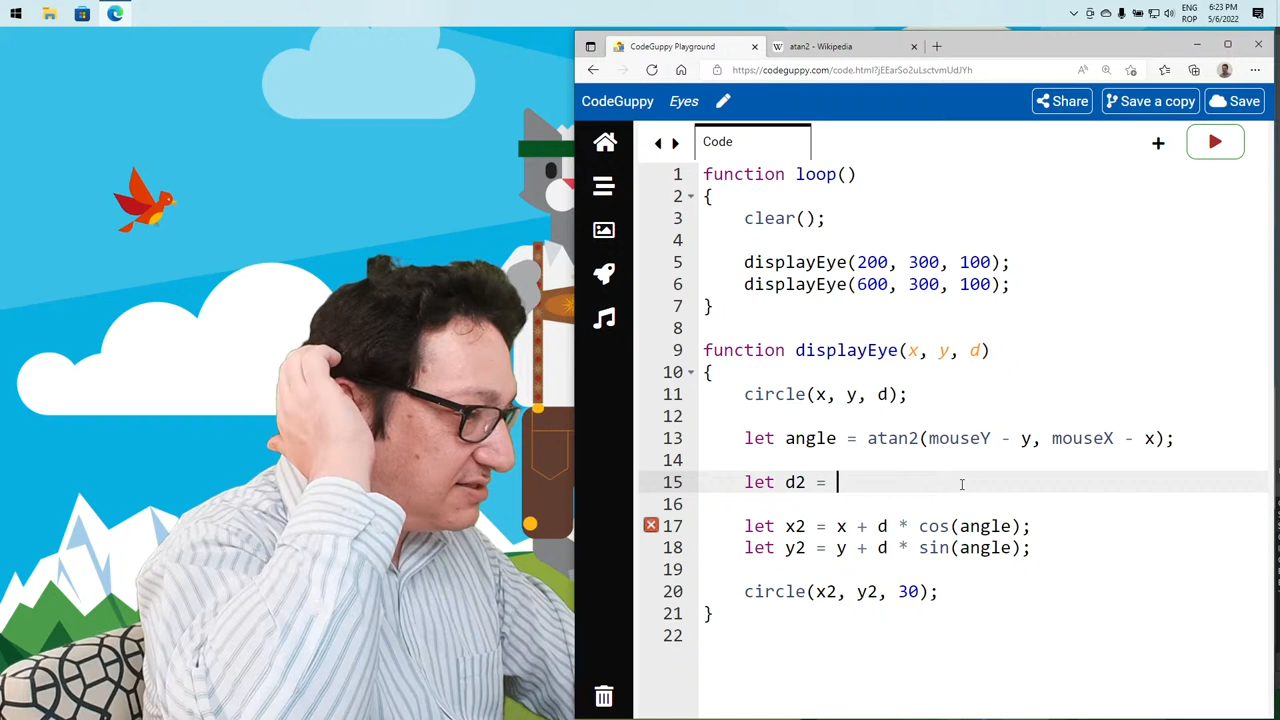 ENG
6:23 PM
ROP
5/6/2022
CodeGuppy Playground
W
atan2 - Wikipedia
https://codeguppy.com/code.html?jEEarSo2uLsctvmUdJYh
CodeGuppy
Eyes
Share
Save a copy
Save
Code
1 function loop()
2 {
3 clear();
4
5 displayEye(200, 300, 100);
6 displayEye(600, 300, 100);
7 }
8
9 function displayEye(x, y, d)
10 {
11 circle(x, y, d);
12
13 let angle = atan2(mouseY - y, mouseX - x);
14
15 let d2 =
16
17 let x2 = x + d * cos(angle);
18 let y2 = y + d * sin(angle);
19
20 circle(x2, y2, 30);
21 }
22